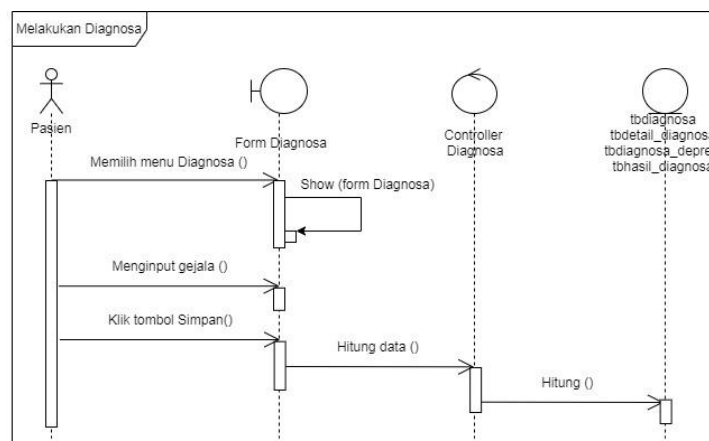 Melakukan Diagnosa
Pasien
Form Diagnosa
Controller
Diagnosa
tbdiagnosa
tbdetail_diagnosa
tbdiagnosa_depre
tbhasil_diagnosa
Memilih menu Diagnosa ()
Show (form Diagnosa)
Menginput gejala ()
Klik tombol Simpan()
Hitung data ()
Hitung ()